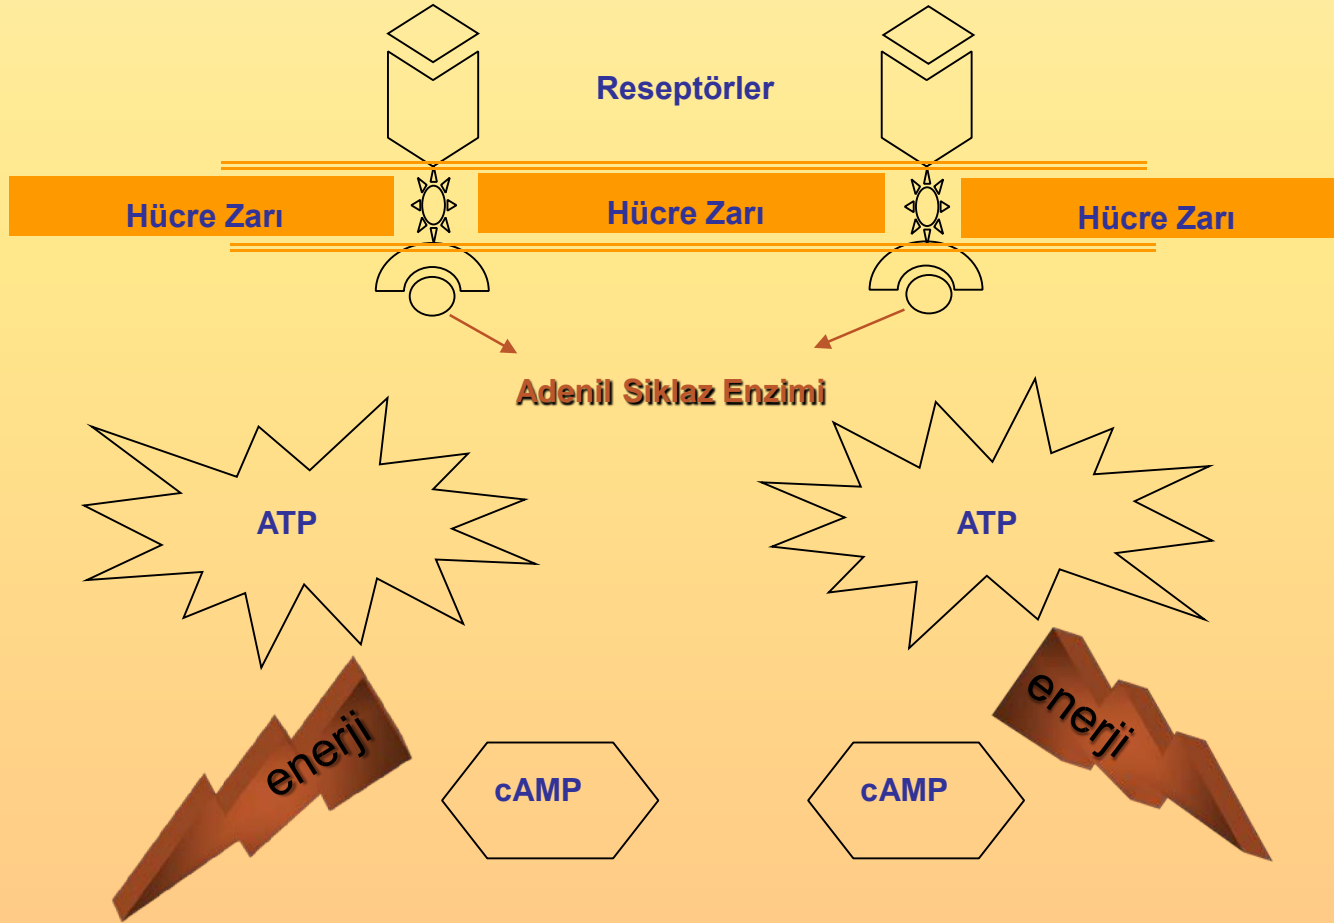 Reseptörler
Hücre Zarı
Hücre Zarı
Hücre Zarı
Adenil Siklaz Enzimi
ATP
ATP
enerji
enerji
cAMP
cAMP